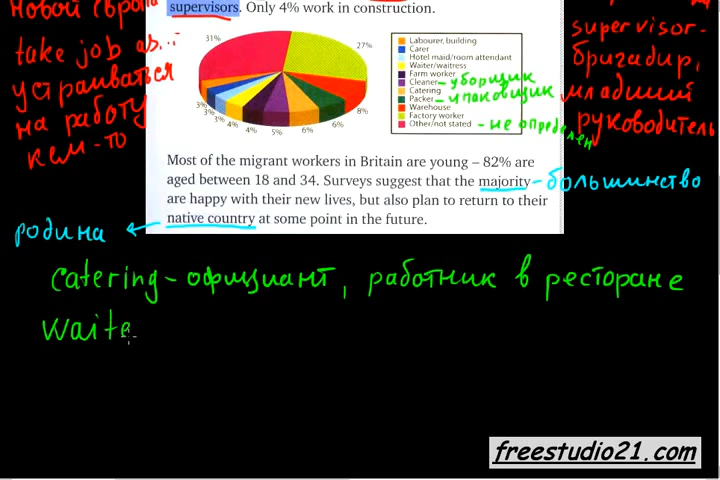 новой Европы
take job as...
устраиваться
на работу
кем-то
supervisors. Only 4% work in construction.
31%
27%
3%
3%
3%
4%
4%
5%
6%
6%
8%
Labourer, building
Carer
Hotel maid/room attendant
Waiter/waitress
Farm worker
Cleaner - уборщик
Catering
Packer - упаковщик
Warehouse
Factory worker
Other/not stated - не определен
supervisor-
бригадир,
младший
руководитель
Most of the migrant workers in Britain are young – 82% are
aged between 18 and 34. Surveys suggest that the majority - большинство
are happy with their new lives, but also plan to return to their
native country at some point in the future.
родина
catering - официант, работник в ресторане
waite
freestudio21.com